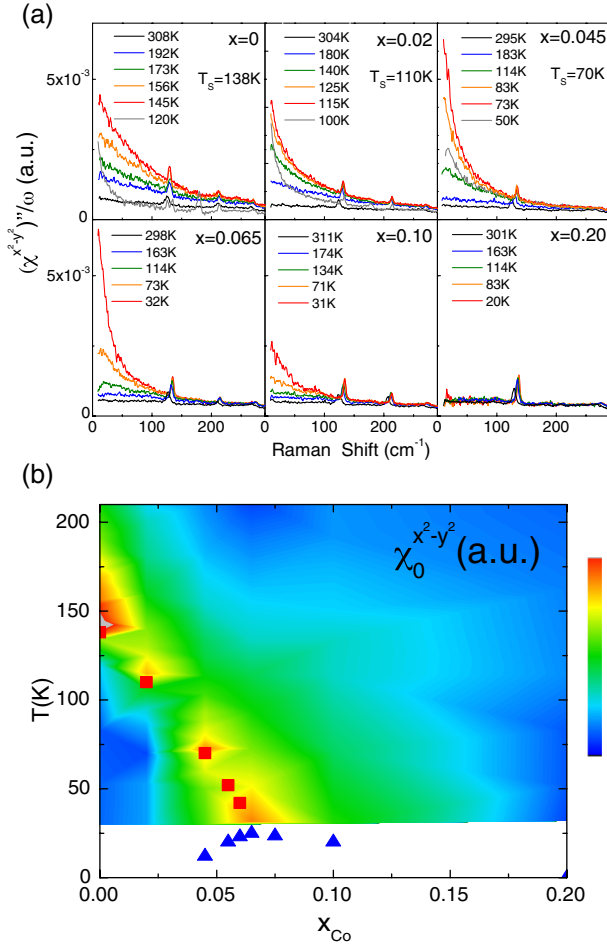 (a)
308K
192K
173K
156K
145K
120K
x=0
T_S=138K
304K
180K
140K
125K
115K
100K
x=0.02
T_S=110K
295K
183K
114K
83K
73K
50K
x=0.045
T_S=70K
5x10^-3
0
298K
163K
114K
73K
32K
x=0.065
311K
174K
134K
71K
31K
x=0.10
301K
163K
114K
83K
20K
x=0.20
5x10^-3
0
(χ^{x²-y²})''/ω (a.u.)
0 100 200
0 100 200
0 100 200
Raman Shift (cm^-1)
(b)
χ_0^{x²-y²}(a.u.)
200
150
100
50
0
T(K)
0.00 0.05 0.10 0.15 0.20
x_Co